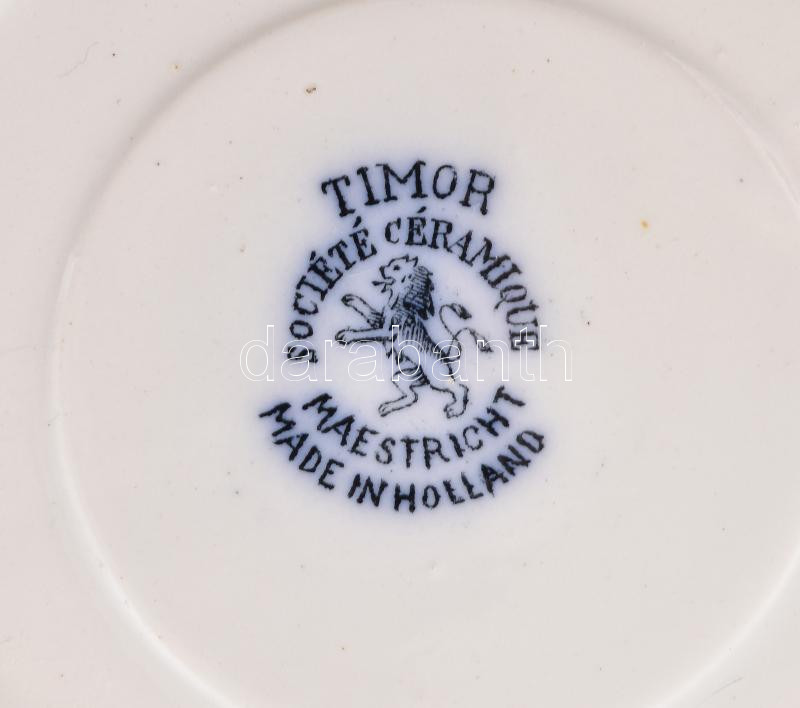 TIMOR
SOCIÉTÉ CÉRAMIQUE
darabanth
MAESTRICHT
MADE IN HOLLAND